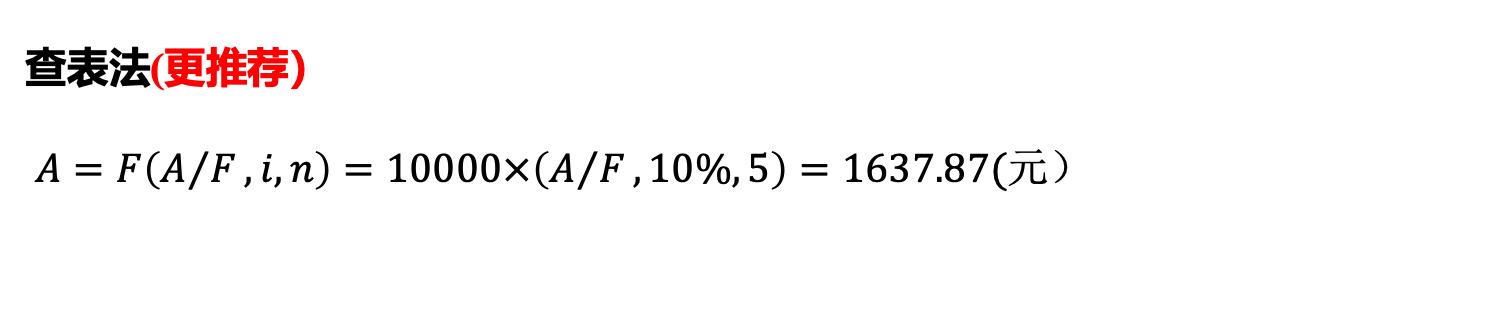 查表法(更推荐）
A = F(A/F ,i,n) = 10000×(A/F ,10%,5) = 1637.87(元）